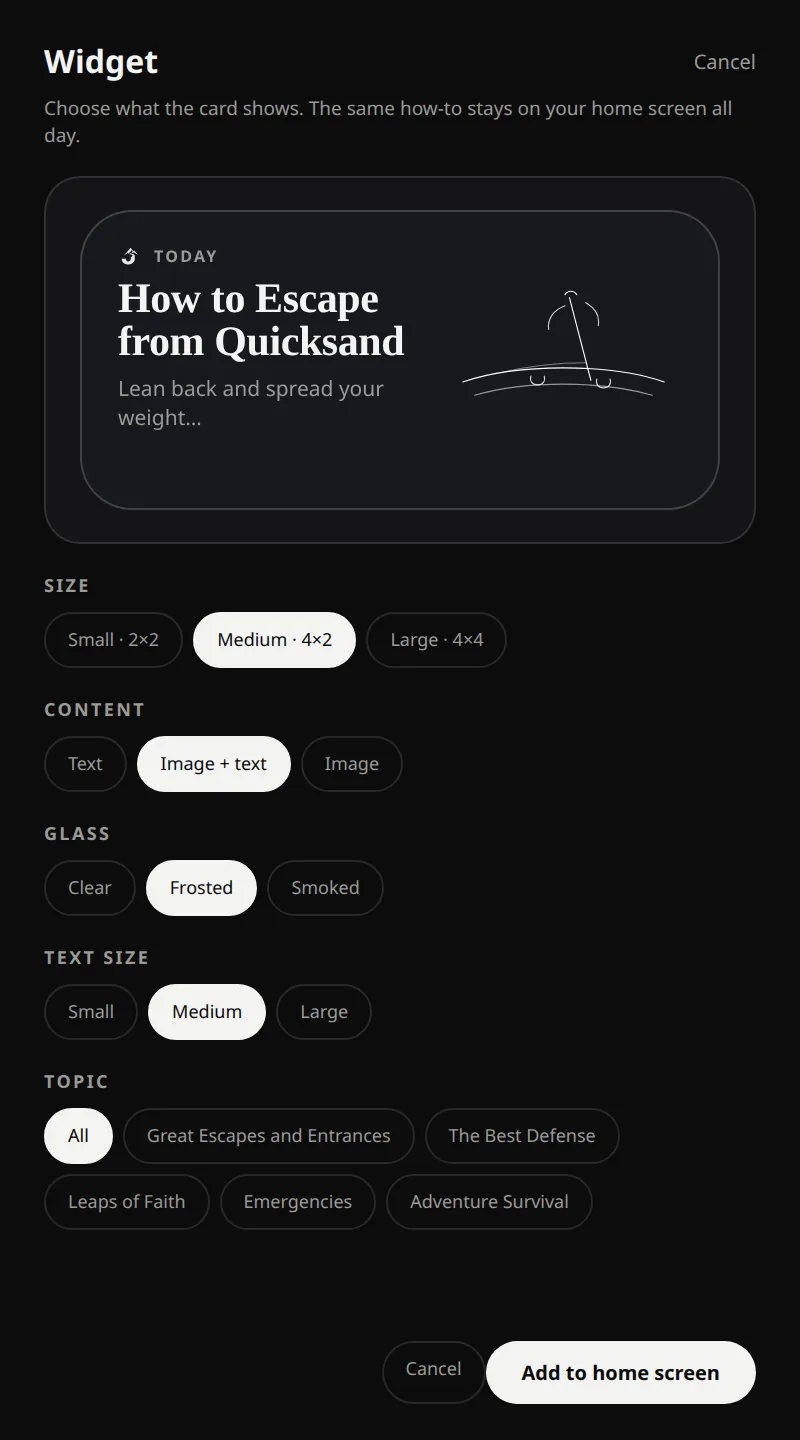 Widget
Cancel
Choose what the card shows. The same how-to stays on your home screen all
day.
TODAY
How to Escape
from Quicksand
Lean back and spread your
weight...
SIZE
Small · 2×2
Medium · 4×2
Large · 4×4
CONTENT
Text
Image + text
Image
GLASS
Clear
Frosted
Smoked
TEXT SIZE
Small
Medium
Large
TOPIC
All
Great Escapes and Entrances
The Best Defense
Leaps of Faith
Emergencies
Adventure Survival
Cancel
Add to home screen